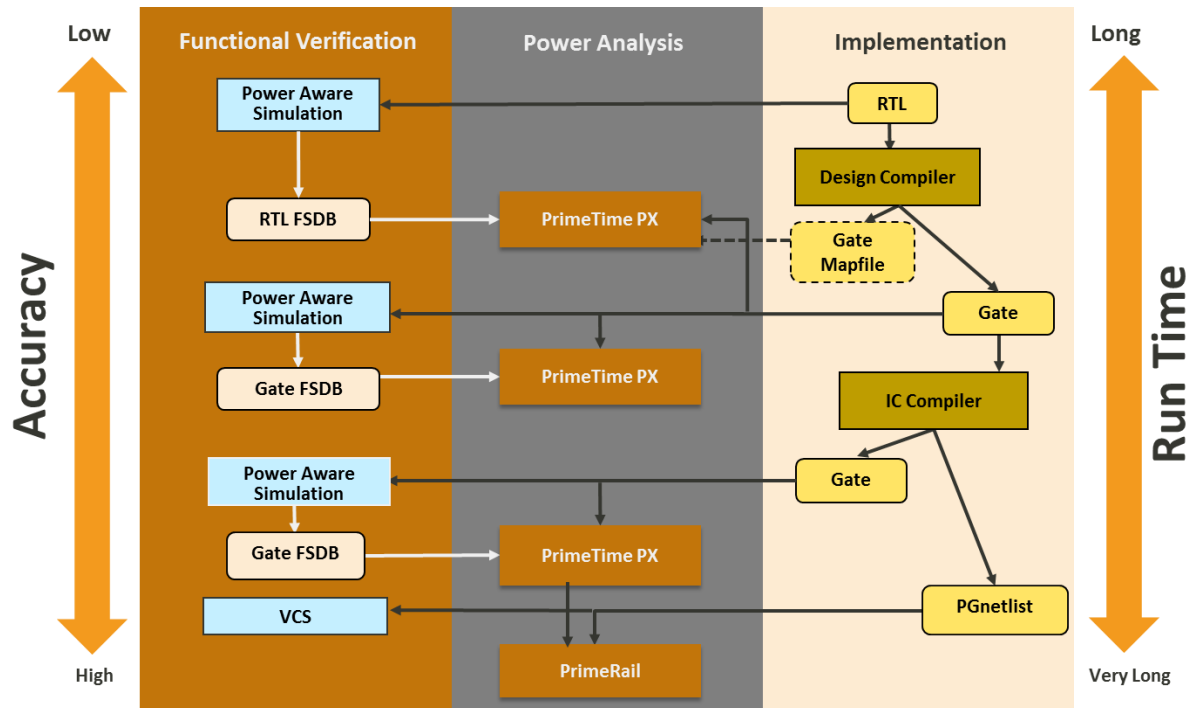 Low
Functional Verification
Power Analysis
Implementation
Long
Power Aware
Simulation
RTL
Design Compiler
RTL FSDB
PrimeTime PX
Gate
Mapfile
Accuracy
Run Time
Power Aware
Simulation
Gate
Gate FSDB
PrimeTime PX
IC Compiler
Power Aware
Simulation
Gate
Gate FSDB
PrimeTime PX
VCS
PGnetlist
High
PrimeRail
Very Long